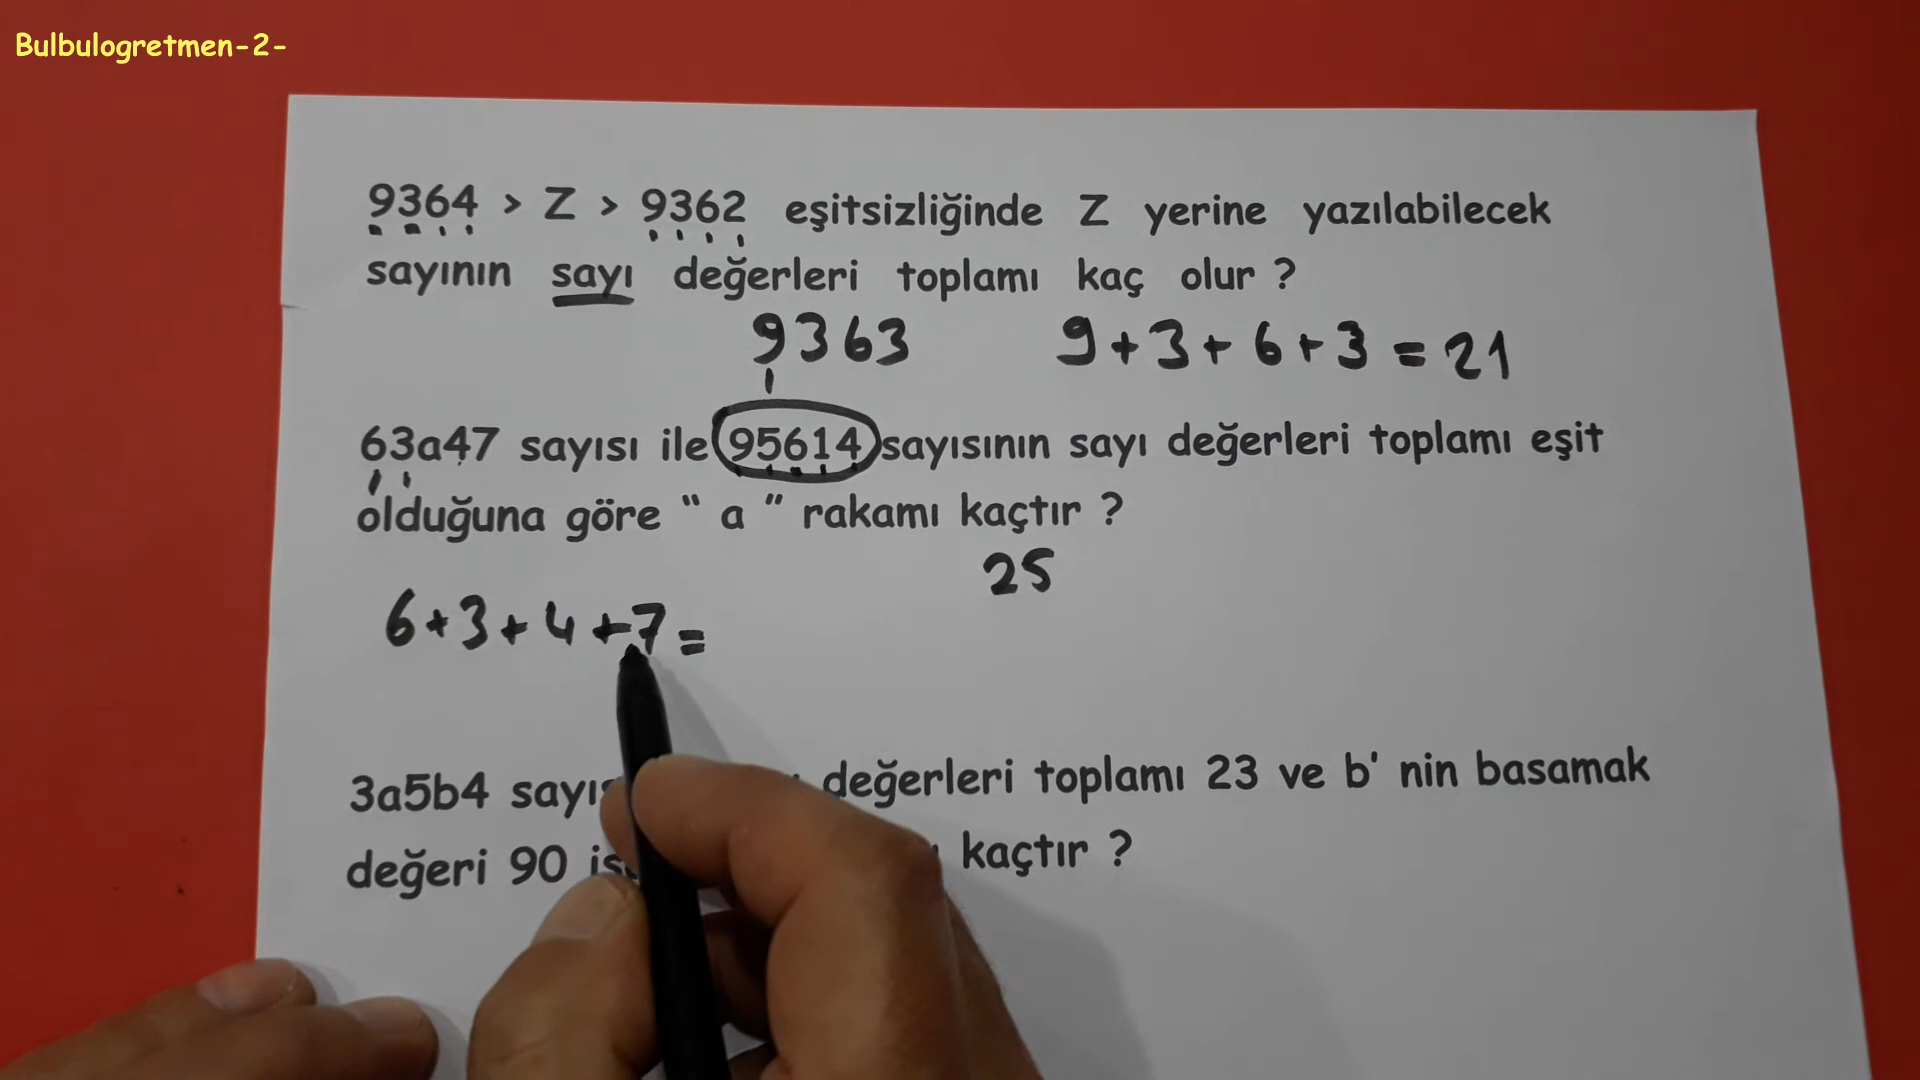 Bulbulogretmen-2-
9364 > Z > 9362 eşitsizliğinde Z yerine yazılabilecek
sayının sayı değerleri toplamı kaç olur ?
9363 9+3+6+3=21
63a47 sayısı ile 95614 sayısının sayı değerleri toplamı eşit
olduğuna göre “ a ” rakamı kaçtır ?
25
6+3+4+7=
3a5b4 değerleri toplamı 23 ve b' nin basamak
değeri 90 kaçtır ?